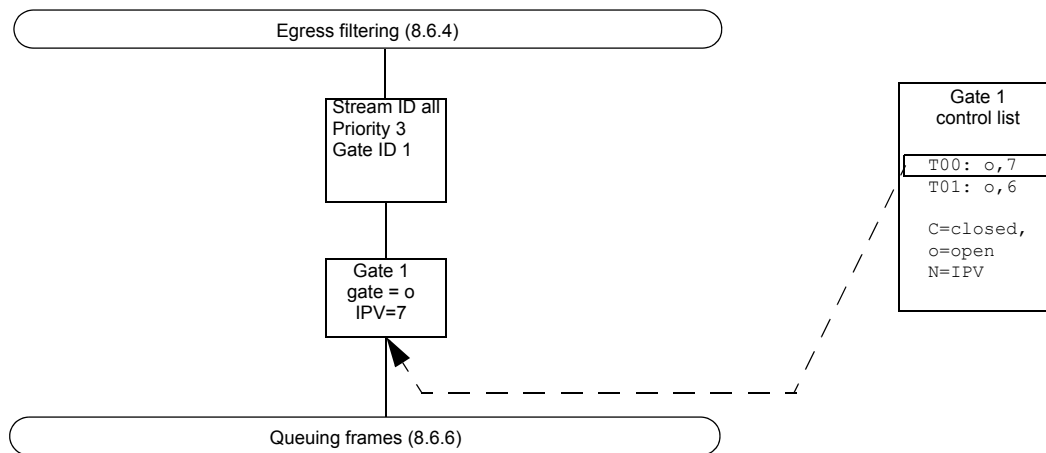 Egress filtering (8.6.4)
Stream ID all
Priority 3
Gate ID 1
Gate 1
control list
T00: o,7
T01: o,6
C=closed,
o=open
N=IPV
Gate 1
gate = o
IPV=7
Queuing frames (8.6.6)